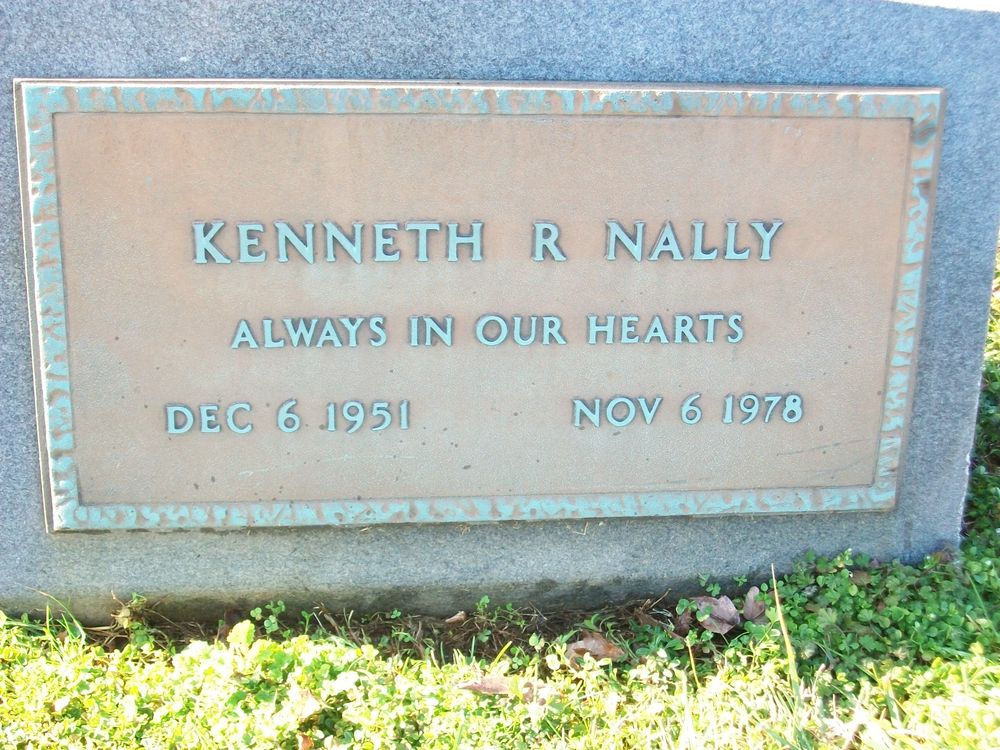 KENNETH R NALLY
ALWAYS IN OUR HEARTS
DEC 6 1951 NOV 6 1978